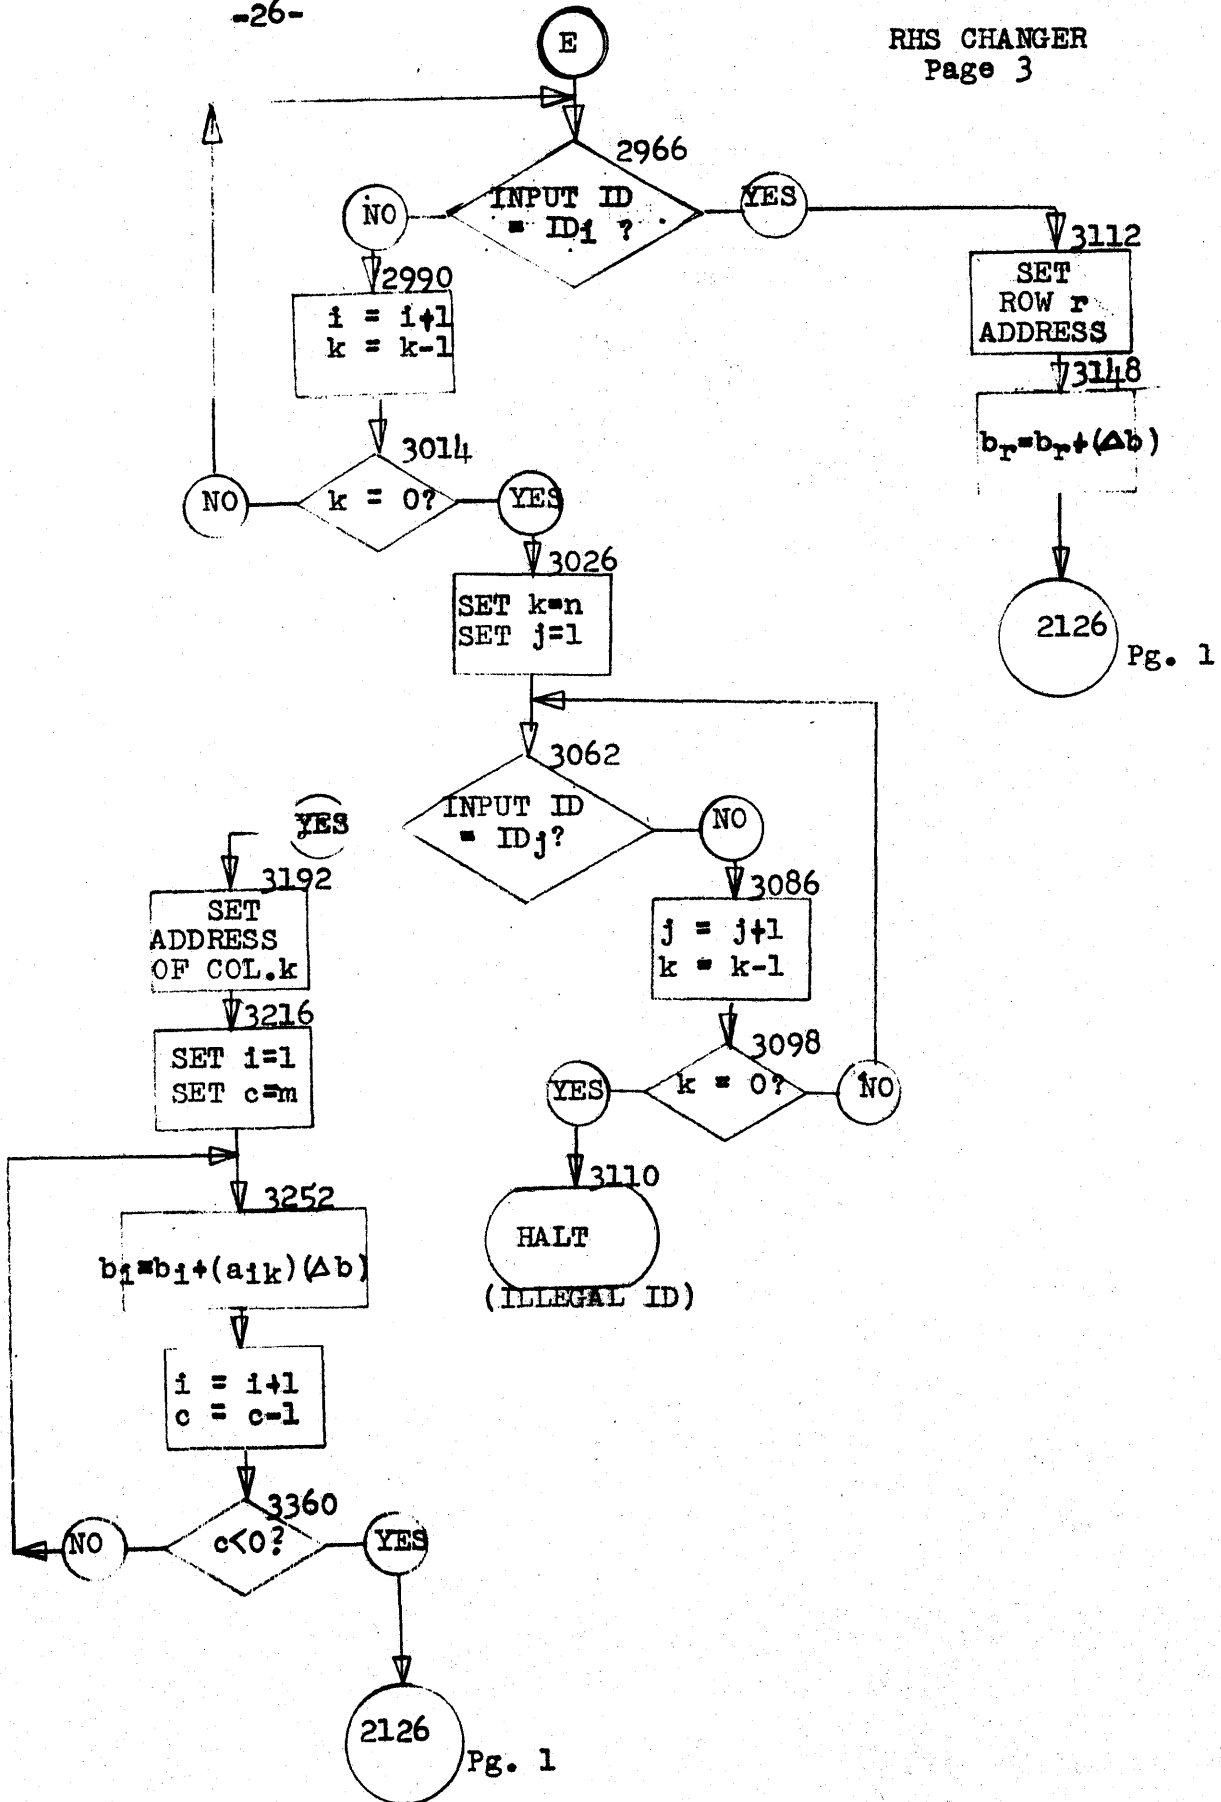 -26-
E
RHS CHANGER
Page 3
2966
INPUT ID
= IDi ?
NO
YES
2990
i = i+1
k = k-1
3112
SET
ROW r
ADDRESS
3148
br=br+(Δb)
2126
Pg. 1
3014
k = 0?
NO
YES
3026
SET k=n
SET j=1
3062
INPUT ID
= IDj?
YES
NO
3192
SET
ADDRESS
OF COL.k
3086
j = j+1
k = k-1
3216
SET i=1
SET c=m
3098
k = 0?
YES
NO
3110
HALT
(ILLEGAL ID)
3252
bi=bi+(aik)(Δb)
i = i+1
c = c-1
3360
c<0?
NO
YES
2126
Pg. 1